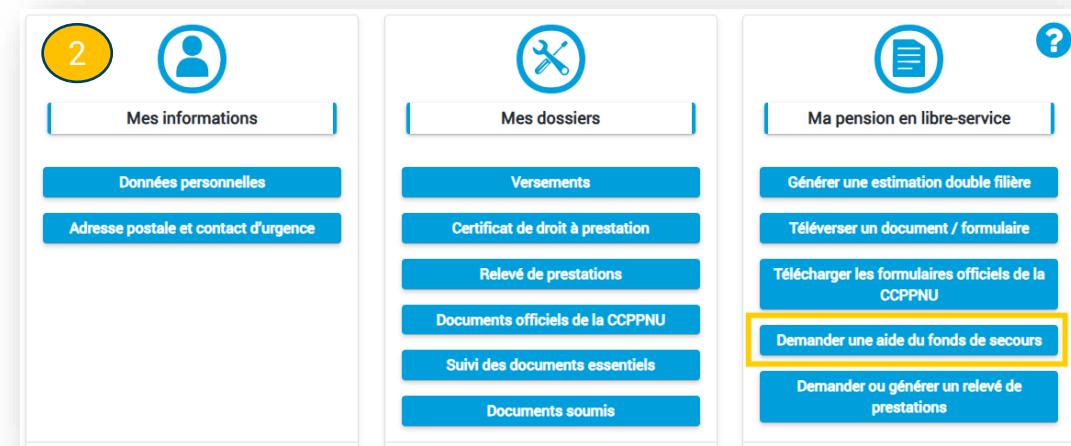 2
Mes informations
Données personnelles
Adresse postale et contact d'urgence
Mes dossiers
Versements
Certificat de droit à prestation
Relevé de prestations
Documents officiels de la CCPPNU
Suivi des documents essentiels
Documents soumis
?
Ma pension en libre-service
Générer une estimation double filière
Téléverser un document / formulaire
Télécharger les formulaires officiels de la
CCPPNU
Demander une aide du fonds de secours
Demander ou générer un relevé de
prestations